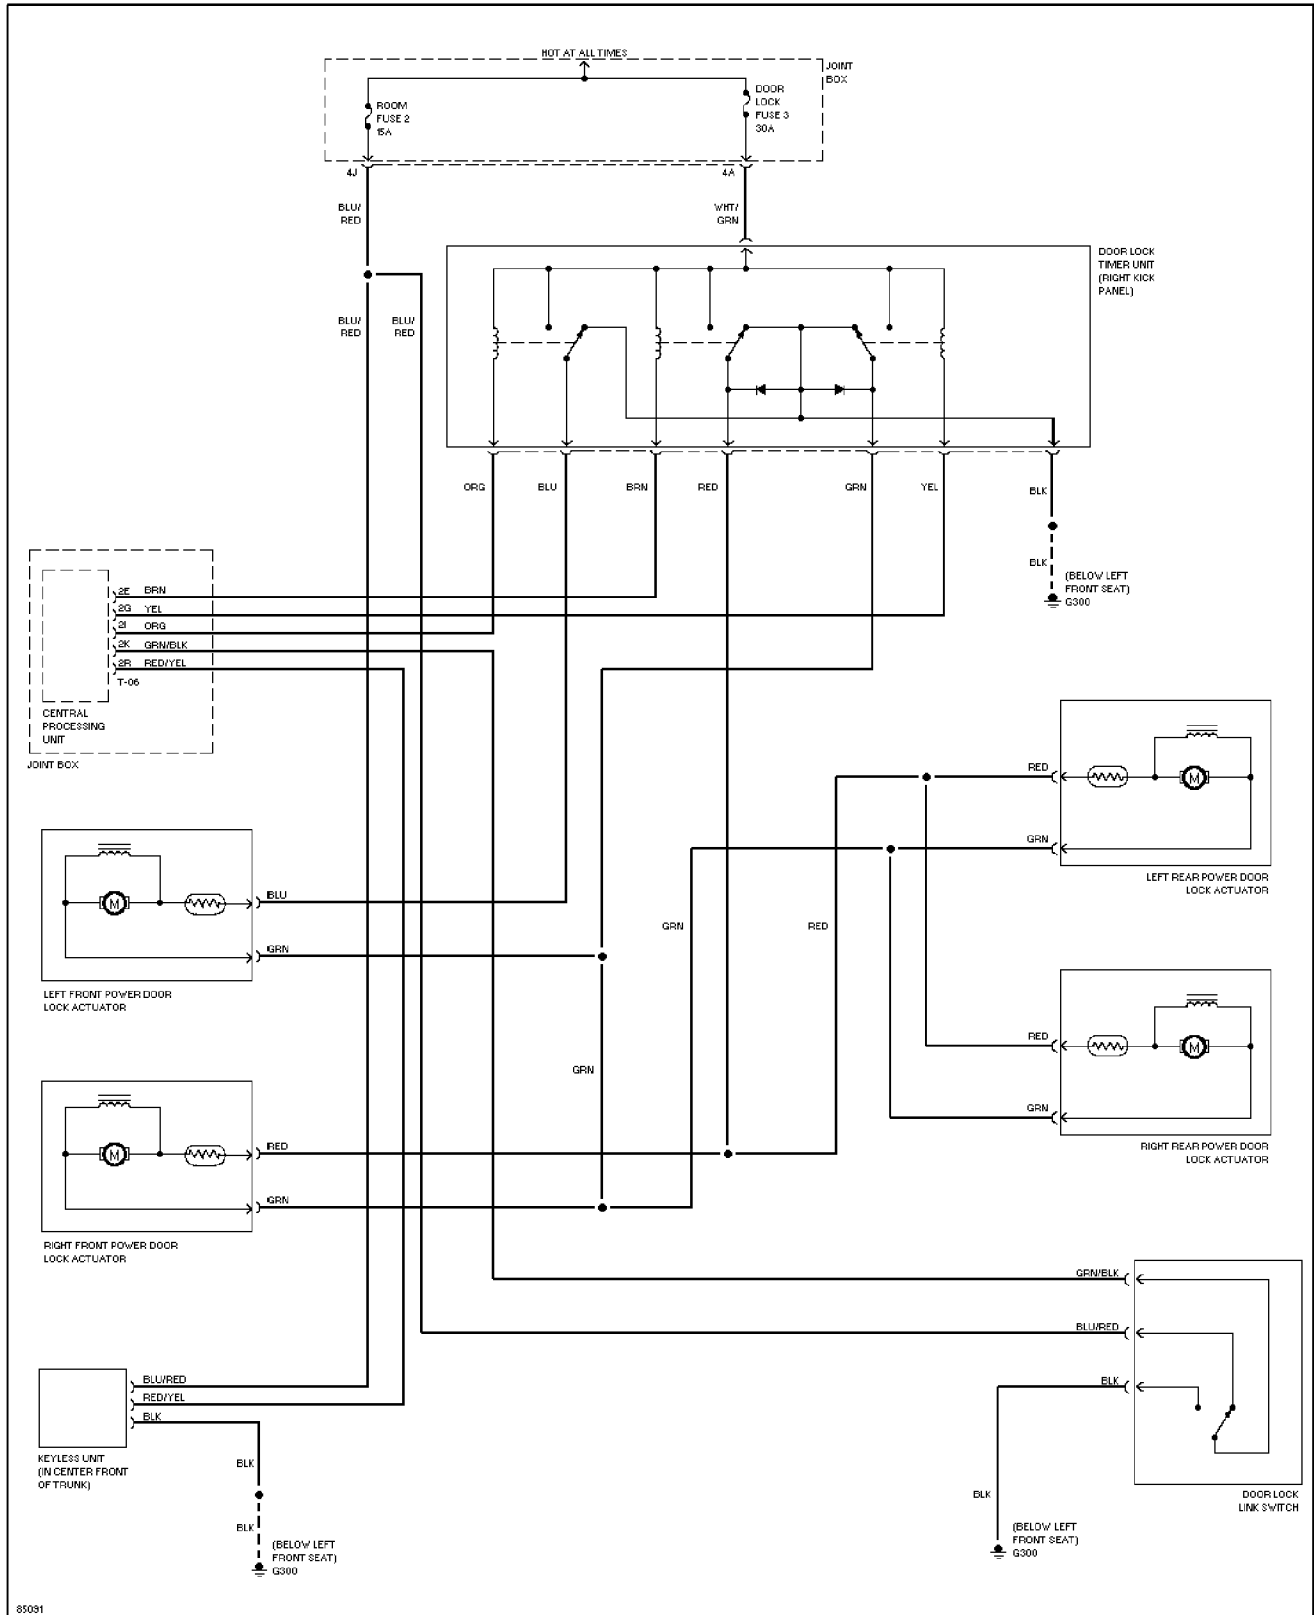 HOT AT ALL TIMES
JOINT
BOX
ROOM
FUSE 2
15A
DOOR
LOCK
FUSE 3
30A
4J
4A
BLU/
RED
WHT/
GRN
DOOR LOCK
TIMER UNIT
(RIGHT KICK
PANEL)
BLU/
RED
BLU/
RED
ORG
BLU
BRN
RED
GRN
YEL
BLK
BLK
(BELOW LEFT
FRONT SEAT)
G300
2E BRN
2G YEL
2I ORG
2K GRN/BLK
2R RED/YEL
T-06
CENTRAL
PROCESSING
UNIT
JOINT BOX
RED
M
GRN
LEFT REAR POWER DOOR
LOCK ACTUATOR
M
BLU
GRN
LEFT FRONT POWER DOOR
LOCK ACTUATOR
GRN
RED
RED
M
GRN
RIGHT REAR POWER DOOR
LOCK ACTUATOR
GRN
M
RED
GRN
RIGHT FRONT POWER DOOR
LOCK ACTUATOR
GRN/BLK
BLU/RED
BLK
DOOR LOCK
LINK SWITCH
BLK
(BELOW LEFT
FRONT SEAT)
G300
BLU/RED
RED/YEL
BLK
KEYLESS UNIT
(IN CENTER FRONT
OF TRUNK)
BLK
BLK
(BELOW LEFT
FRONT SEAT)
G300
85091